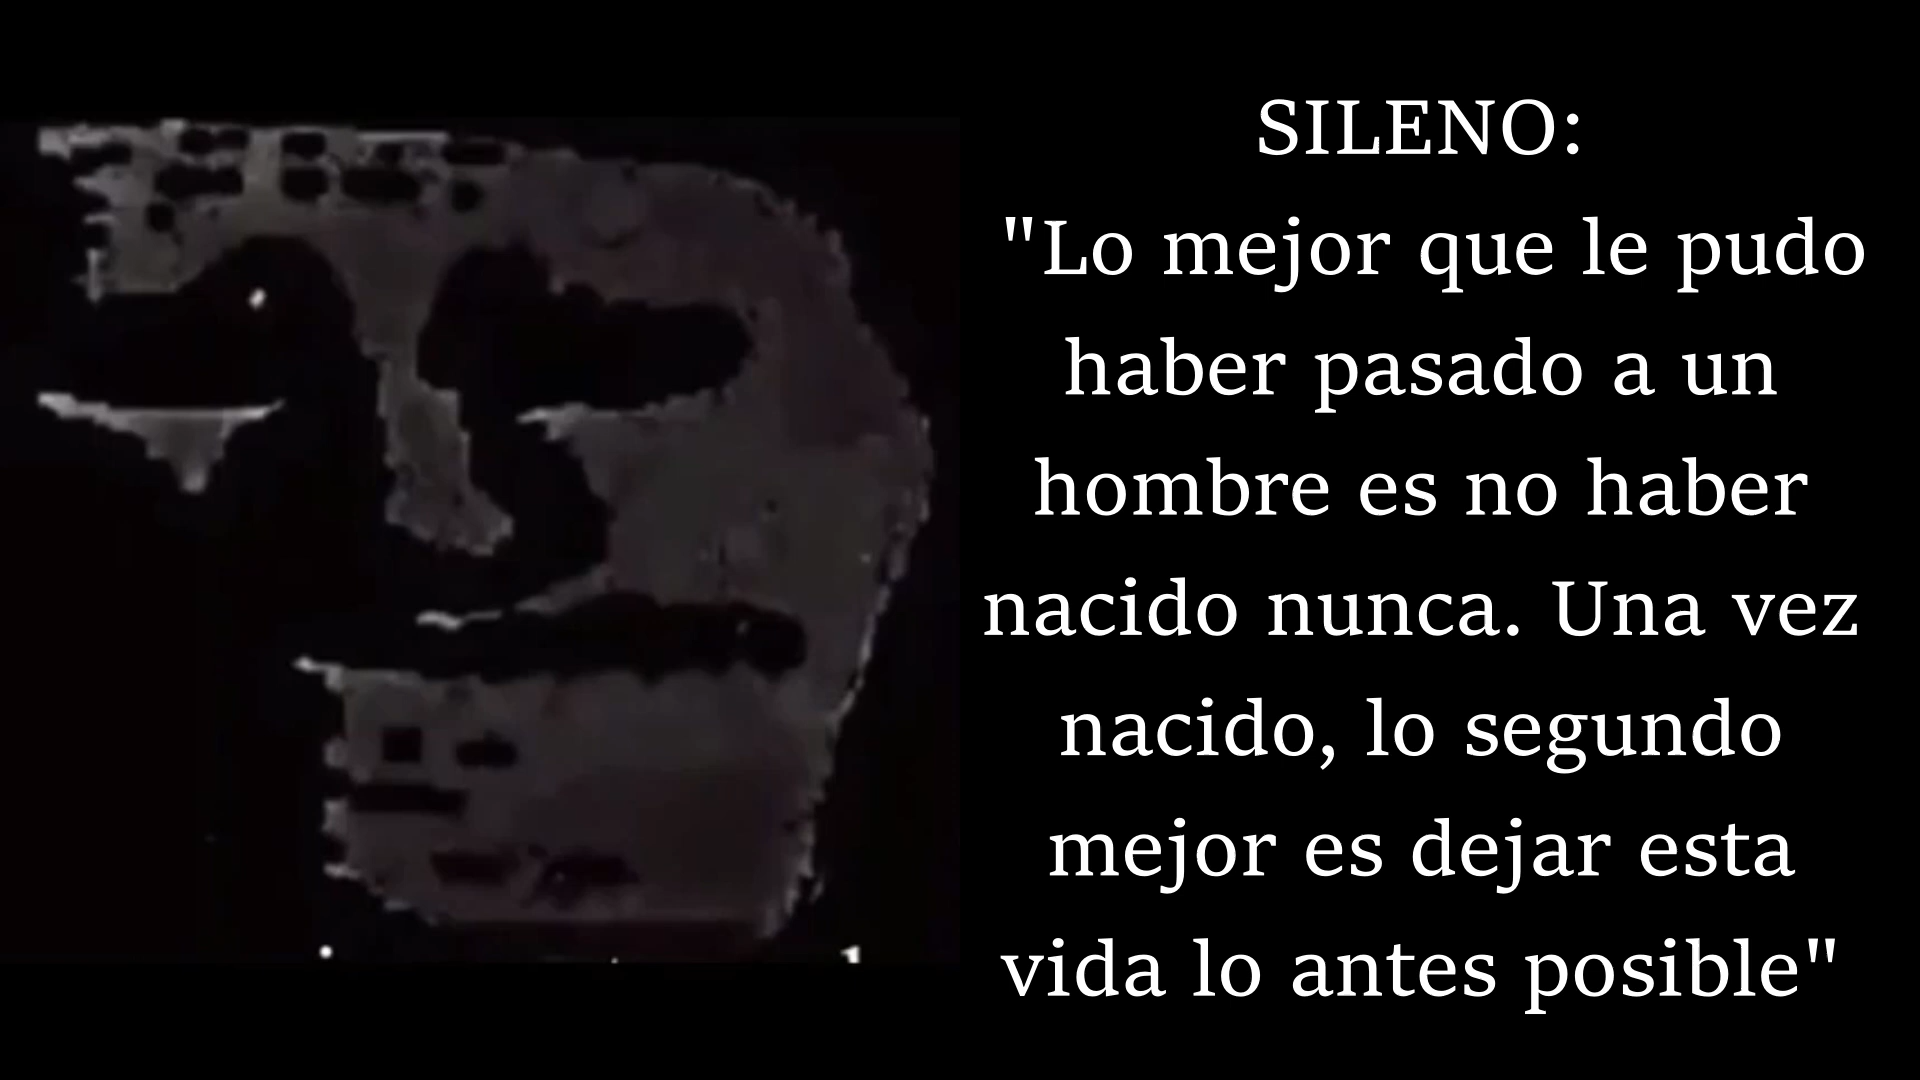 SILENO:
"Lo mejor que le pudo
haber pasado a un
hombre es no haber
nacido nunca. Una vez
nacido, lo segundo
mejor es dejar esta
vida lo antes posible"